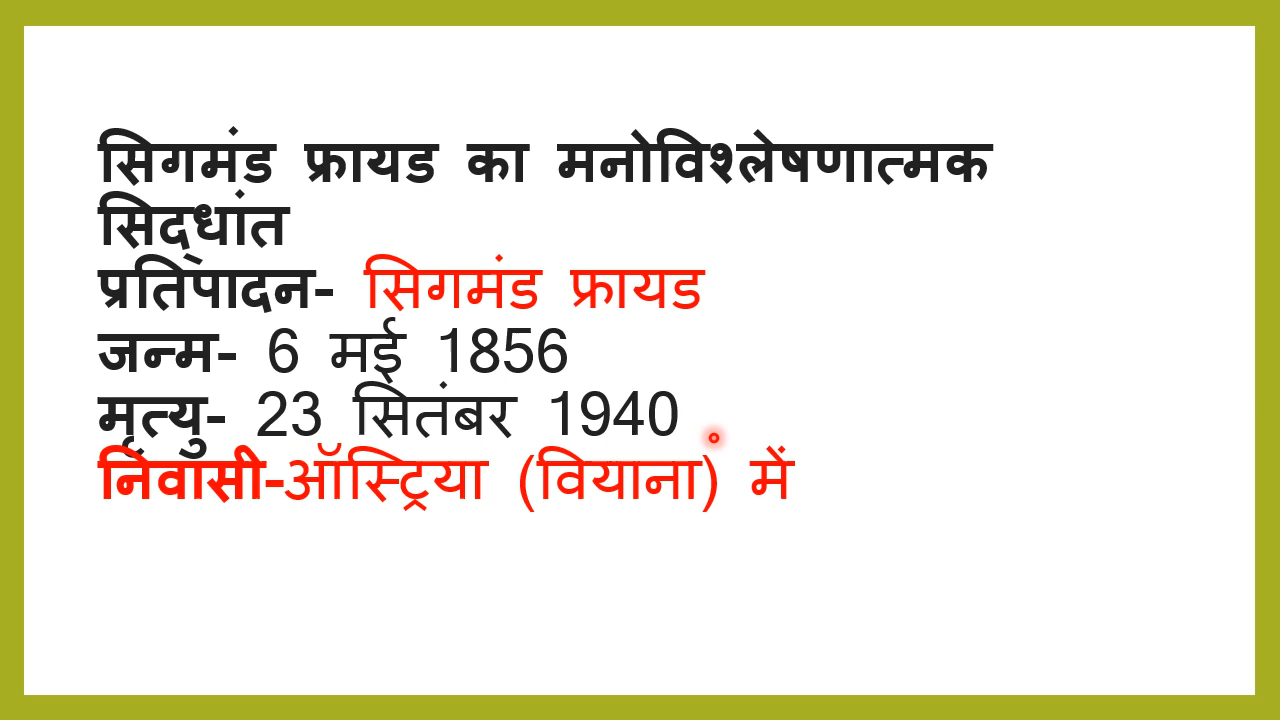 सिगमंड फ्रायड का मनोविश्लेषणात्मक
सिद्धांत
प्रतिपादन- सिगमंड फ्रायड
जन्म- 6 मई 1856
मृत्यु- 23 सितंबर 1940
निवासी-ऑस्ट्रिया (वियाना) में